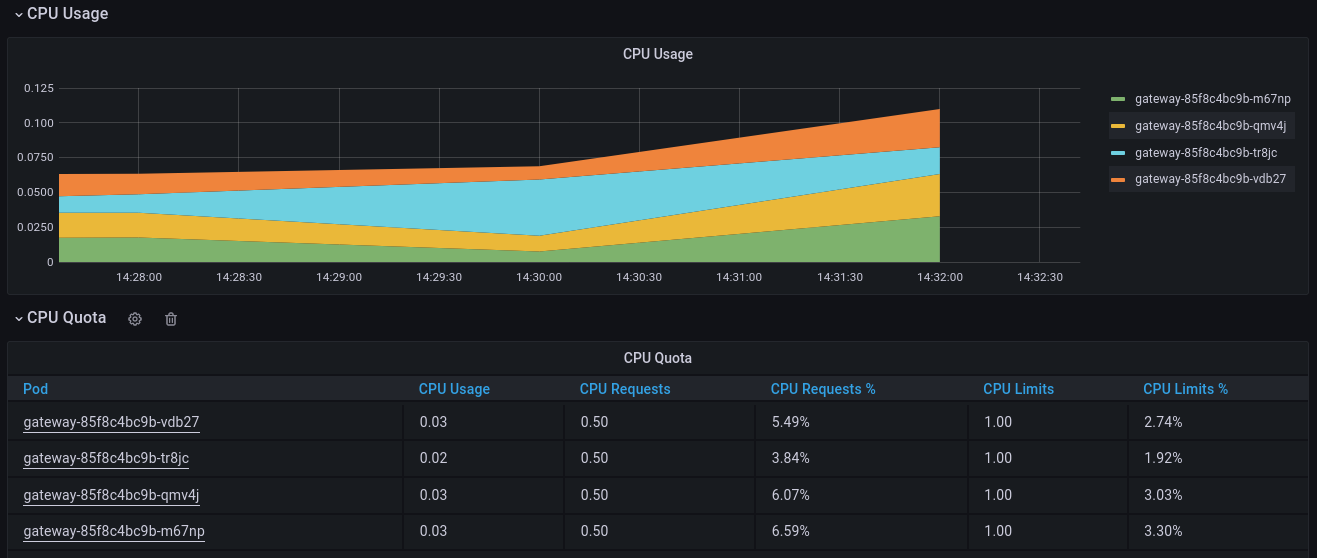 CPU Usage
CPU Usage
0.125
0.100
0.0750
0.0500
0.0250
0
14:28:00 14:28:30 14:29:00 14:29:30 14:30:00 14:30:30 14:31:00 14:31:30 14:32:00 14:32:30
gateway-85f8c4bc9b-m67np
gateway-85f8c4bc9b-qmv4j
gateway-85f8c4bc9b-tr8jc
gateway-85f8c4bc9b-vdb27
CPU Quota
CPU Quota
Pod CPU Usage CPU Requests CPU Requests % CPU Limits CPU Limits %
gateway-85f8c4bc9b-vdb27 0.03 0.50 5.49% 1.00 2.74%
gateway-85f8c4bc9b-tr8jc 0.02 0.50 3.84% 1.00 1.92%
gateway-85f8c4bc9b-qmv4j 0.03 0.50 6.07% 1.00 3.03%
gateway-85f8c4bc9b-m67np 0.03 0.50 6.59% 1.00 3.30%